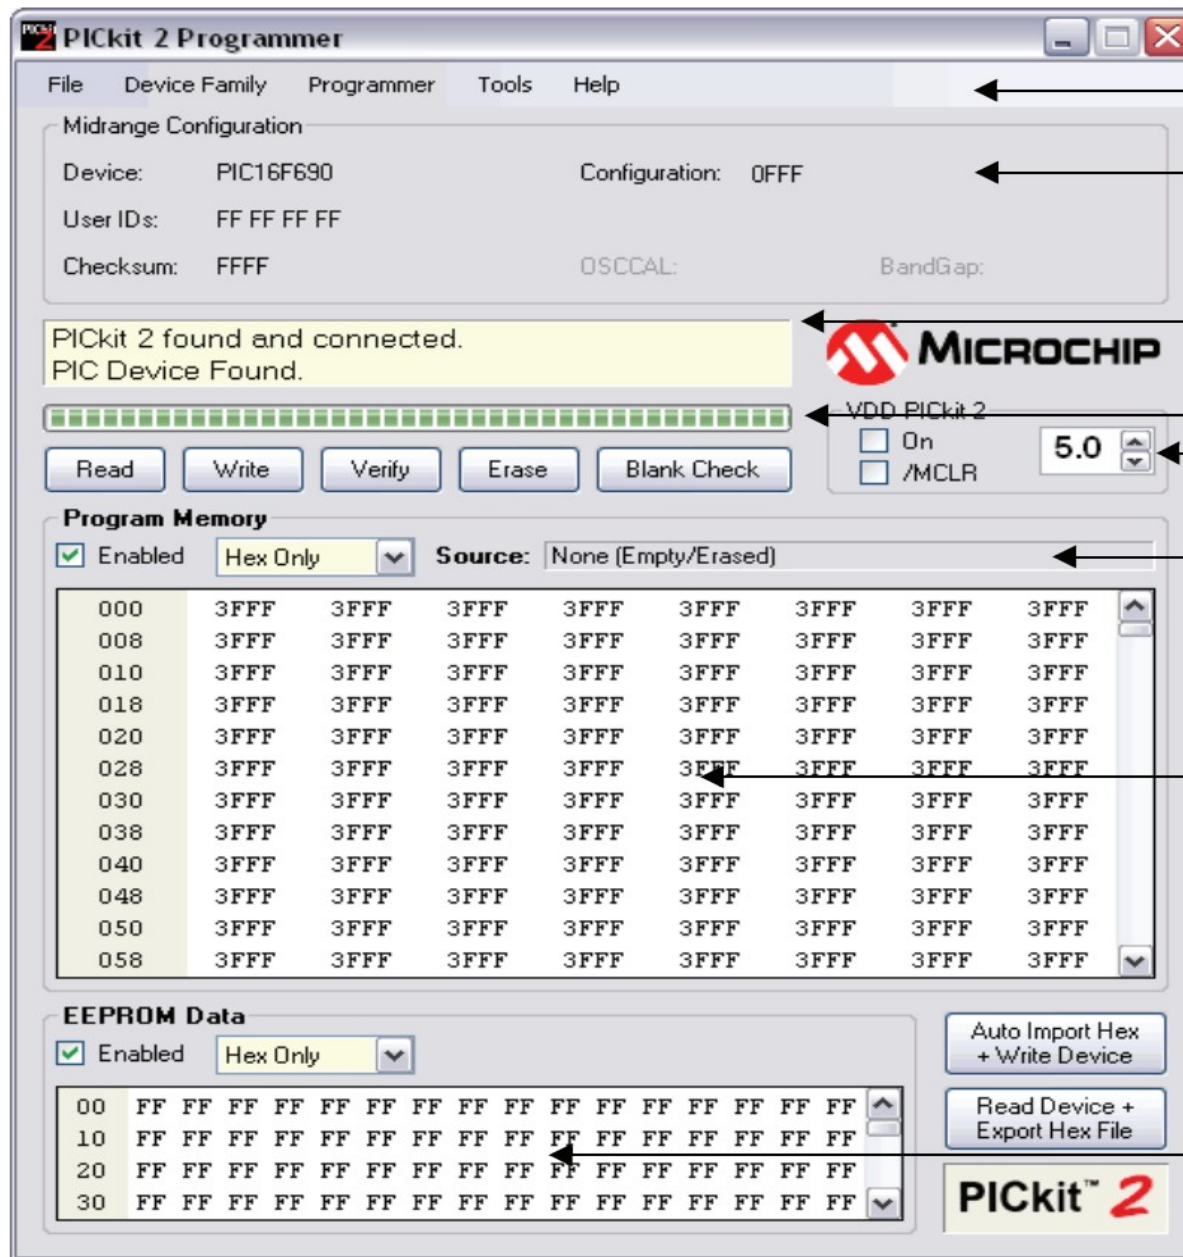 PICkit 2 Programmer
File Device Family Programmer Tools Help
Midrange Configuration
Device: PIC16F690 Configuration: 0FFF
User IDs: FF FF FF FF
Checksum: FFFF OSCCAL: BandGap:
PICkit 2 found and connected.
PIC Device Found.
MICROCHIP
VDD PICkit 2
On
/MCLR
5.0
Read Write Verify Erase Blank Check
Program Memory
Enabled Hex Only Source: None (Empty/Erased)
000 3FFF 3FFF 3FFF 3FFF 3FFF 3FFF 3FFF 3FFF
008 3FFF 3FFF 3FFF 3FFF 3FFF 3FFF 3FFF 3FFF
010 3FFF 3FFF 3FFF 3FFF 3FFF 3FFF 3FFF 3FFF
018 3FFF 3FFF 3FFF 3FFF 3FFF 3FFF 3FFF 3FFF
020 3FFF 3FFF 3FFF 3FFF 3FFF 3FFF 3FFF 3FFF
028 3FFF 3FFF 3FFF 3FFF 3FFF 3FFF 3FFF 3FFF
030 3FFF 3FFF 3FFF 3FFF 3FFF 3FFF 3FFF 3FFF
038 3FFF 3FFF 3FFF 3FFF 3FFF 3FFF 3FFF 3FFF
040 3FFF 3FFF 3FFF 3FFF 3FFF 3FFF 3FFF 3FFF
048 3FFF 3FFF 3FFF 3FFF 3FFF 3FFF 3FFF 3FFF
050 3FFF 3FFF 3FFF 3FFF 3FFF 3FFF 3FFF 3FFF
058 3FFF 3FFF 3FFF 3FFF 3FFF 3FFF 3FFF 3FFF
EEPROM Data
Enabled Hex Only
00 FF FF FF FF FF FF FF FF FF FF FF FF FF FF FF FF
10 FF FF FF FF FF FF FF FF FF FF FF FF FF FF FF FF
20 FF FF FF FF FF FF FF FF FF FF FF FF FF FF FF FF
30 FF FF FF FF FF FF FF FF FF FF FF FF FF FF FF FF
Auto Import Hex
+ Write Device
Read Device +
Export Hex File
PICkit™ 2